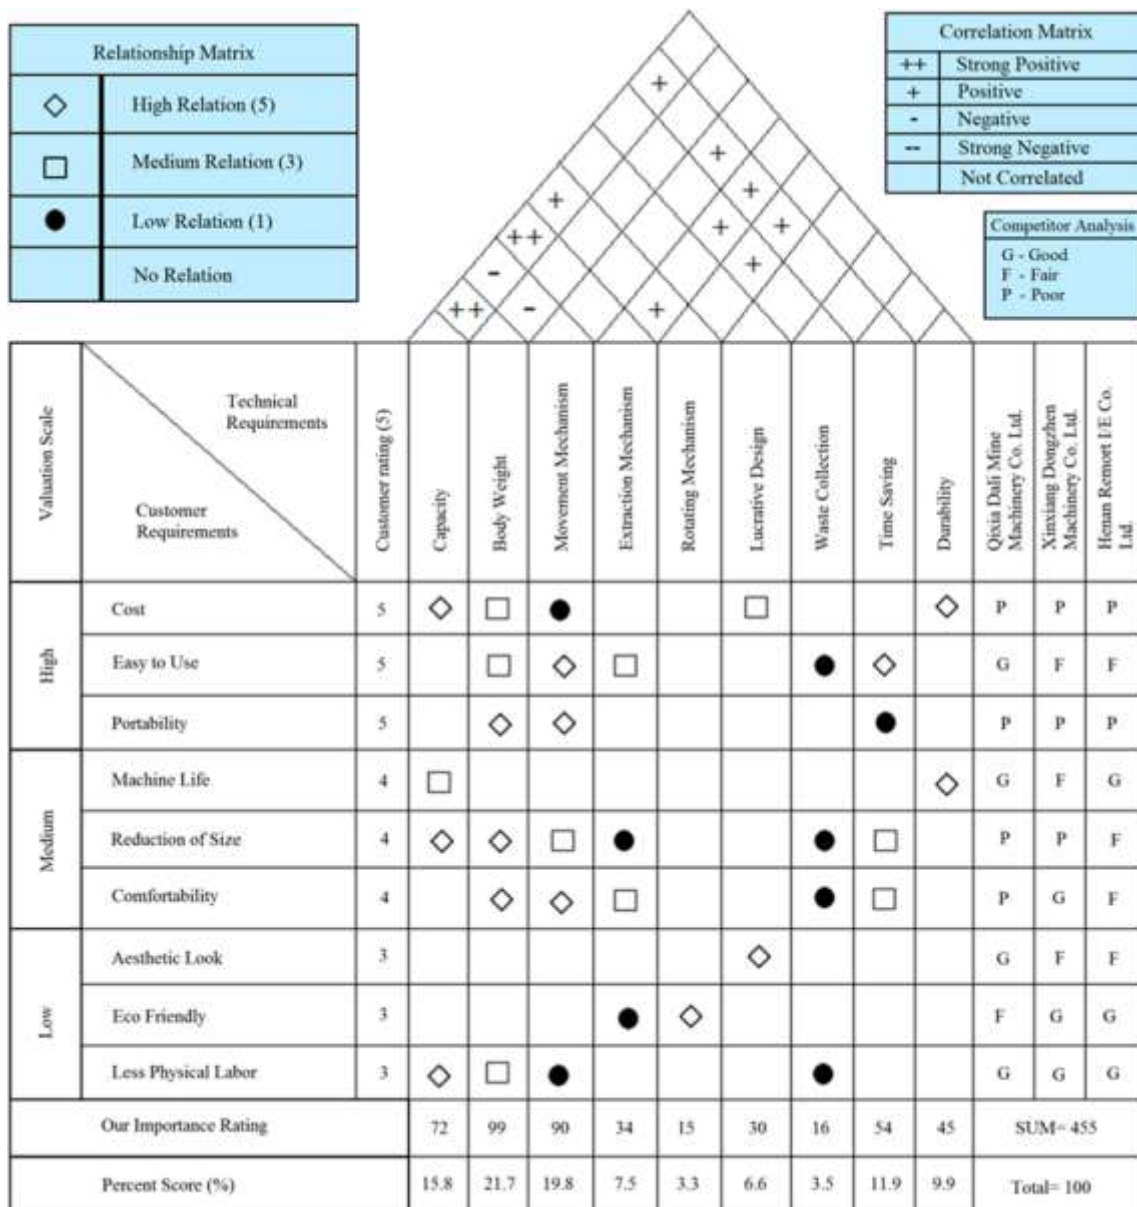 Relationship Matrix
High Relation (5)
Medium Relation (3)
Low Relation (1)
No Relation
Correlation Matrix
++ Strong Positive
+ Positive
- Negative
-- Strong Negative
Not Correlated
Competitor Analysis
G - Good
F - Fair
P - Poor
+
+
+ +
++ + +
- +
++ - +
Valuation Scale
Technical
Requirements
Customer
Requirements
Customer rating (5)
Capacity
Body Weight
Movement Mechanism
Extraction Mechanism
Rotating Mechanism
Lucrative Design
Waste Collection
Time Saving
Durability
Qixia Dali Mine
Machinery Co. Ltd.
Xinxiang Dongzhen
Machinery Co. Ltd.
Henan Remort I/E Co.
Ltd.
High
Cost 5 P P P
Easy to Use 5 G F F
Portability 5 P P P
Medium
Machine Life 4 G F G
Reduction of Size 4 P P F
Comfortability 4 P G F
Low
Aesthetic Look 3 G F F
Eco Friendly 3 F G G
Less Physical Labor 3 G G G
Our Importance Rating 72 99 90 34 15 30 16 54 45 SUM= 455
Percent Score (%) 15.8 21.7 19.8 7.5 3.3 6.6 3.5 11.9 9.9 Total= 100